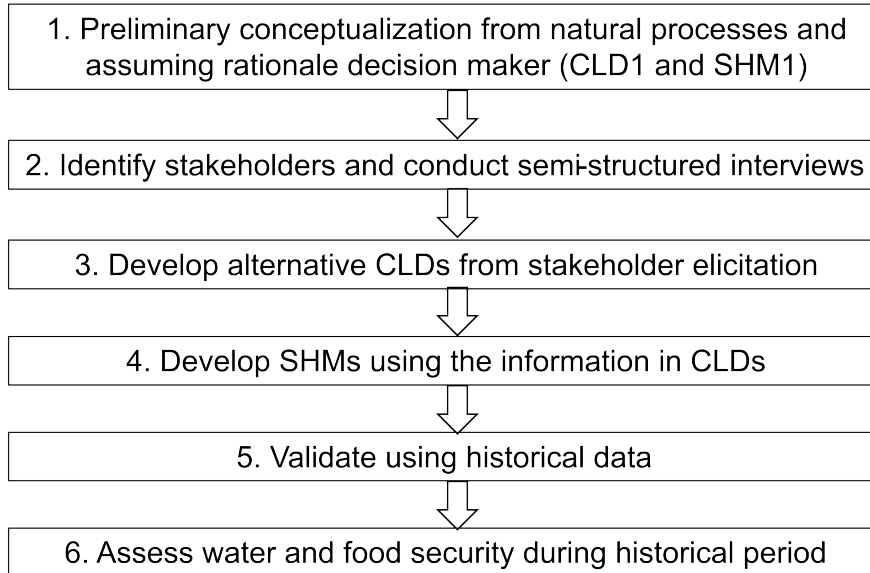 1. Preliminary conceptualization from natural processes and
assuming rationale decision maker (CLD1 and SHM1)
2. Identify stakeholders and conduct semi-structured interviews
3. Develop alternative CLDs from stakeholder elicitation
4. Develop SHMs using the information in CLDs
5. Validate using historical data
6. Assess water and food security during historical period